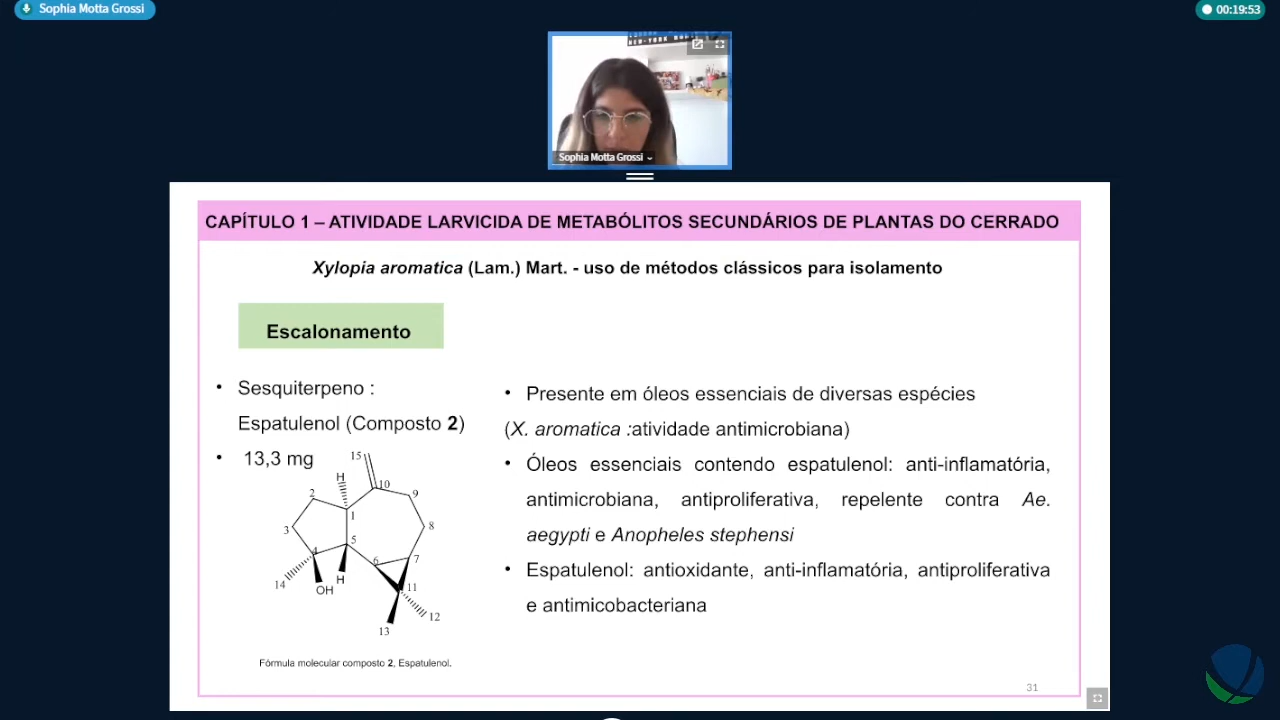 Sophia Motta Grossi
00:19:53
Sophia Motta Grossi
CAPÍTULO 1 – ATIVIDADE LARVICIDA DE METABÓLITOS SECUNDÁRIOS DE PLANTAS DO CERRADO
Xylopia aromatica (Lam.) Mart. - uso de métodos clássicos para isolamento
Escalonamento
• Sesquiterpeno :
Espatulenol (Composto 2)
• 13,3 mg
15
H
10
2
9
1
3
8
5
4
6
7
14
H
OH
11
12
13
Fórmula molecular composto 2, Espatulenol.
• Presente em óleos essenciais de diversas espécies
(X. aromatica :atividade antimicrobiana)
• Óleos essenciais contendo espatulenol: anti-inflamatória,
antimicrobiana, antiproliferativa, repelente contra Ae.
aegypti e Anopheles stephensi
• Espatulenol: antioxidante, anti-inflamatória, antiproliferativa
e antimicobacteriana
31